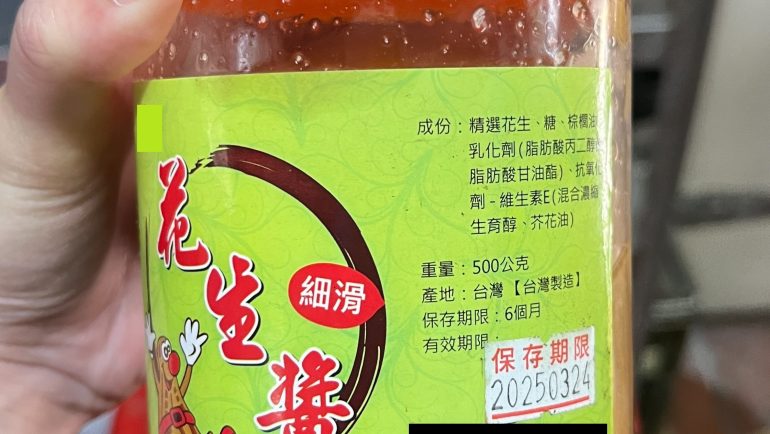 花生醬
細滑
成份：精選花生、糖、棕櫚油
乳化劑(脂肪酸丙二醇
脂肪酸甘油酯)、抗氧化
劑-維生素E(混合濃縮
生育醇、芥花油)
重量：500公克
產地：台灣【台灣製造】
保存期限：6個月
有效期限：
保存期限
20250324